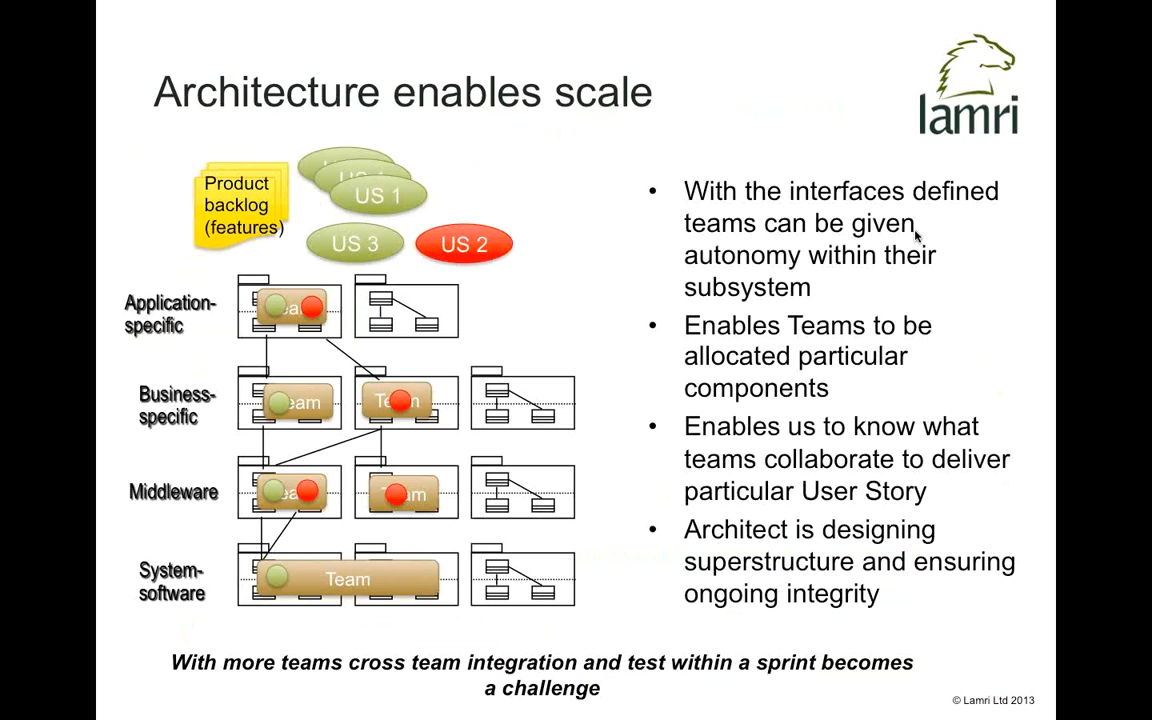 Architecture enables scale
lamri
Product
backlog
(features)
US 1
US 3
US 2
Application-
specific
Business-
specific
Team
Middleware
System-
software
Team
• With the interfaces defined
teams can be given
autonomy within their
subsystem
• Enables Teams to be
allocated particular
components
• Enables us to know what
teams collaborate to deliver
particular User Story
• Architect is designing
superstructure and ensuring
ongoing integrity
With more teams cross team integration and test within a sprint becomes
a challenge
© Lamri Ltd 2013